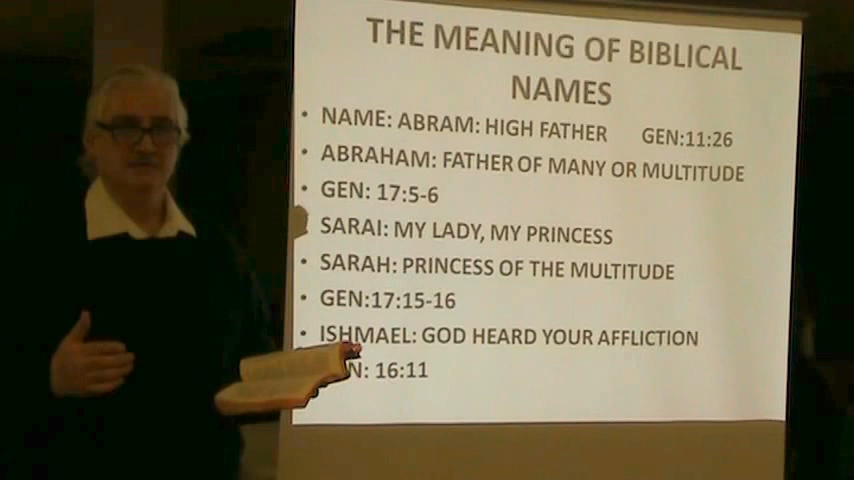 THE MEANING OF BIBLICAL
NAMES
• NAME: ABRAM: HIGH FATHER GEN:11:26
• ABRAHAM: FATHER OF MANY OR MULTITUDE
• GEN: 17:5-6
SARAI: MY LADY, MY PRINCESS
• SARAH: PRINCESS OF THE MULTITUDE
• GEN:17:15-16
• ISHMAEL: GOD HEARD YOUR AFFLICTION
N: 16:11